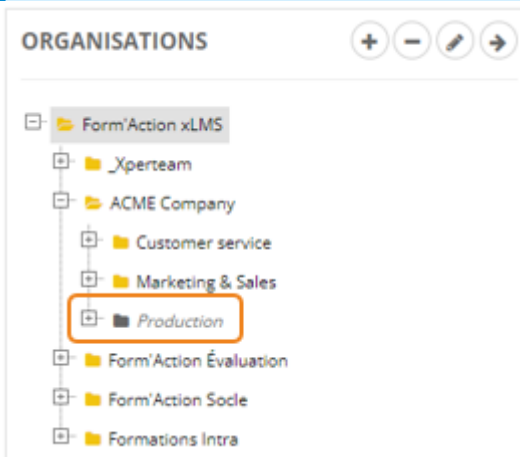 ORGANISATIONS
Form'Action xLMS
_Xperteam
ACME Company
Customer service
Marketing & Sales
Production
Form'Action Évaluation
Form'Action Socle
Formations Intra